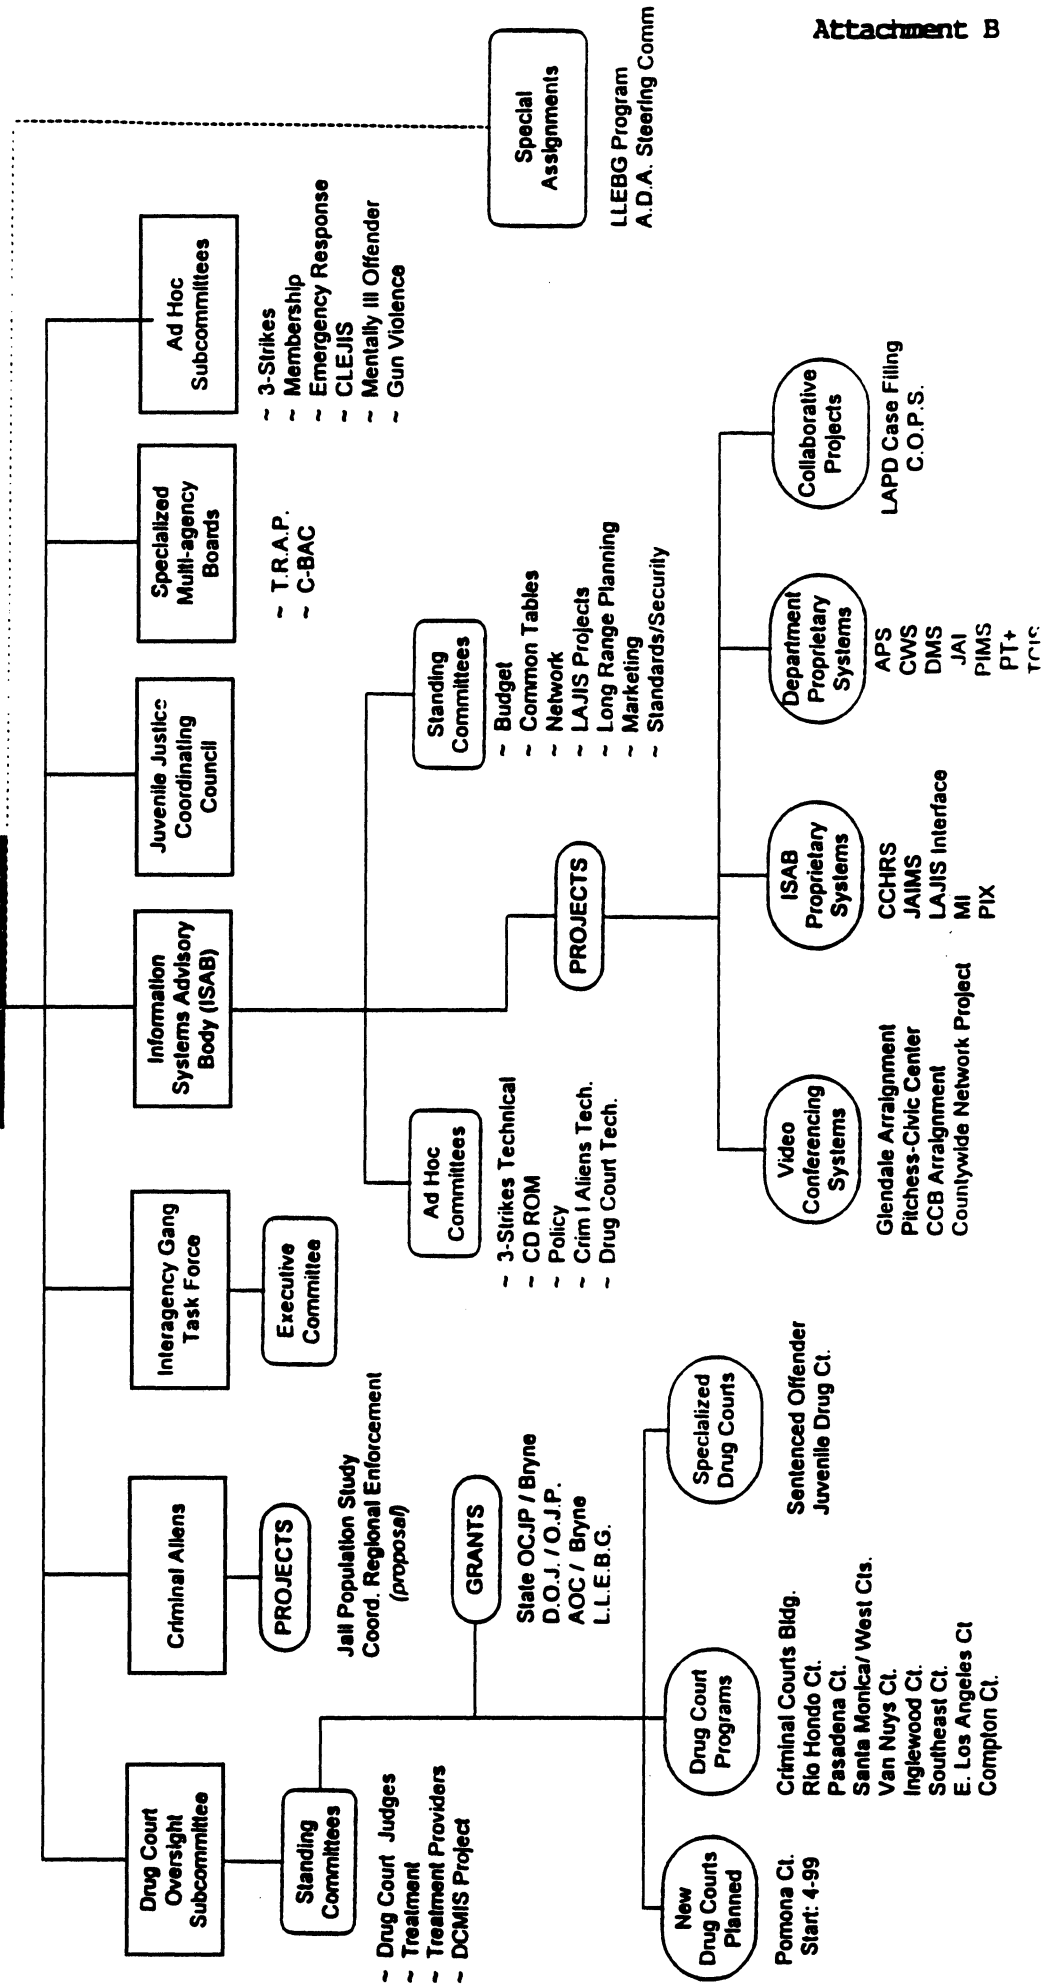 Attachment B
Drug Court
Oversight
Subcommittee
Criminal Aliens
Interagency Gang
Task Force
Information
Systems Advisory
Body (ISAB)
Juvenile Justice
Coordinating
Council
Specialized
Multi-agency
Boards
Ad Hoc
Subcommittees
~ T.R.A.P.
~ C-BAC
~ 3-Strikes
~ Membership
~ Emergency Response
~ CLEJIS
~ Mentally Ill Offender
~ Gun Violence
Special
Assignments
LLEBG Program
A.D.A. Steering Comm
Standing
Committees
~ Drug Court Judges
~ Treatment
~ Treatment Providers
~ DCMIS Project
PROJECTS
Jail Population Study
Coord. Regional Enforcement
(proposal)
Executive
Committee
GRANTS
State OCJP / Bryne
D.O.J. / O.J.P.
AOC / Bryne
L.L.E.B.G.
Ad Hoc
Committees
~ 3-Strikes Technical
~ CD ROM
~ Policy
~ Crim I Aliens Tech.
~ Drug Court Tech.
Standing
Committees
~ Budget
~ Common Tables
~ Network
~ LAJIS Projects
~ Long Range Planning
~ Marketing
~ Standards/Security
PROJECTS
New
Drug Courts
Planned
Pomona Ct.
Start: 4-99
Drug Court
Programs
Criminal Courts Bldg.
Rio Hondo Ct.
Pasadena Ct.
Santa Monica/ West Cts.
Van Nuys Ct.
Inglewood Ct.
Southeast Ct.
E. Los Angeles Ct
Compton Ct.
Specialized
Drug Courts
Sentenced Offender
Juvenile Drug Ct.
Video
Conferencing
Systems
Glendale Arraignment
Pitchess-Civic Center
CCB Arraignment
Countywide Network Project
ISAB
Proprietary
Systems
CCHRS
JAIMS
LAJIS Interface
MI
PIX
Department
Proprietary
Systems
APS
CWS
DMS
JAI
PIMS
PT+
Collaborative
Projects
LAPD Case Filing
C.O.P.S.